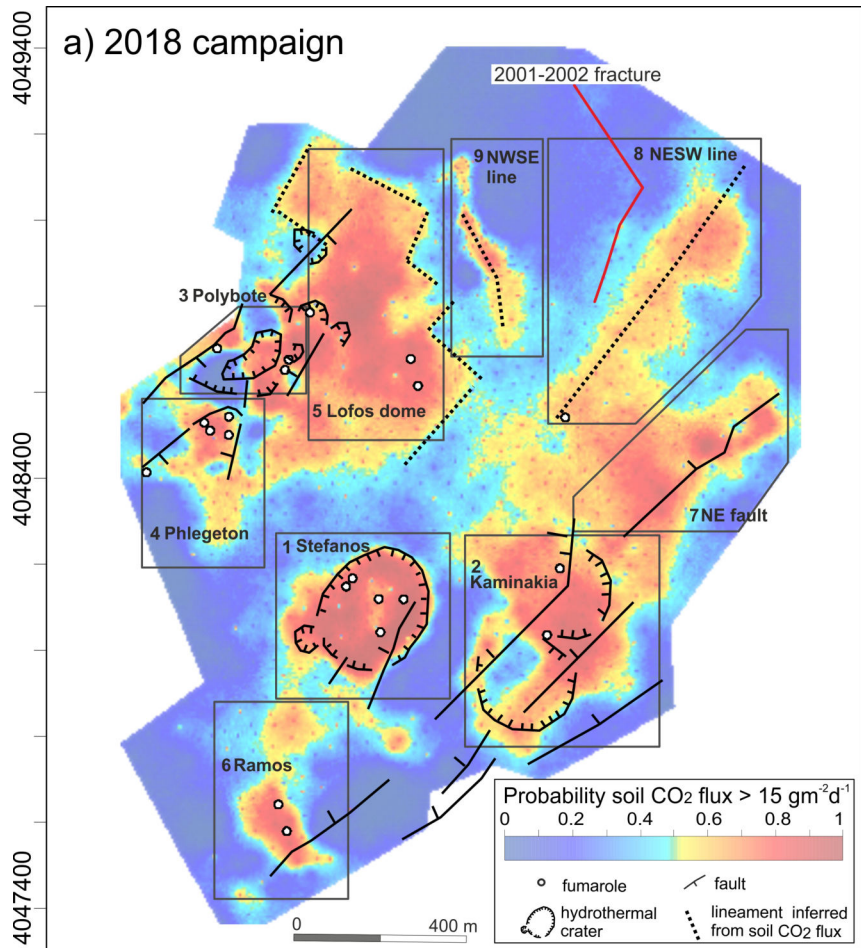 a) 2018 campaign
4049400
4048400
4047400
2001-2002 fracture
9 NWSE
line
8 NESW line
3 Polybote
5 Lofos dome
4 Phlegeton
7 NE fault
1 Stefanos
2
Kaminakia
6 Ramos
Probability soil CO₂ flux > 15 gm⁻²d⁻¹
0 0.2 0.4 0.6 0.8 1
fumarole
fault
hydrothermal
crater
lineament inferred
from soil CO₂ flux
0 400 m